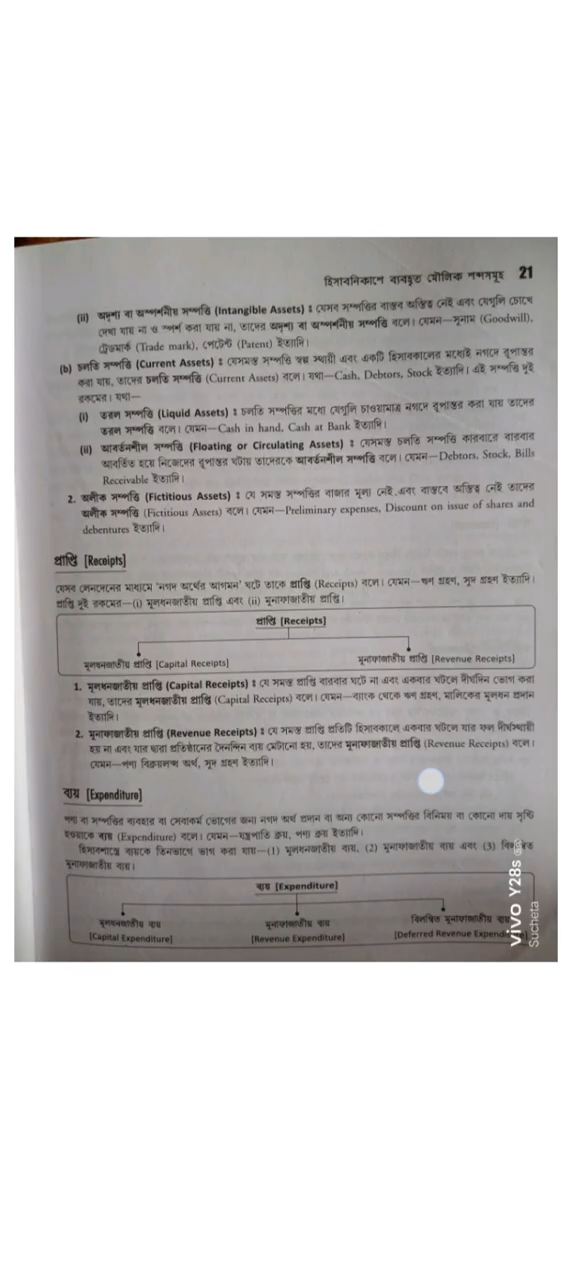 হিসাবনিকাশে ব্যবহৃত মৌলিক শব্দসমূহ 21
(ii) অদৃশ্য বা অস্পর্শনীয় সম্পত্তি (Intangible Assets) ঃ যেসব সম্পত্তির বাস্তব অস্তিত্ব নেই এবং যেগুলি চোখে
দেখা যায় না ও স্পর্শ করা যায় না, তাদের অদৃশ্য বা অস্পর্শনীয় সম্পত্তি বলে। যেমন—সুনাম (Goodwill),
ট্রেডমার্ক (Trade mark), পেটেন্ট (Patent) ইত্যাদি।
(b) চলতি সম্পত্তি (Current Assets) ঃ যেসমস্ত সম্পত্তি স্বল্প স্থায়ী এবং একটি হিসাবকালের মধ্যেই নগদে রূপান্তর
করা যায়, তাদের চলতি সম্পত্তি (Current Assets) বলে। যথা—Cash, Debtors, Stock ইত্যাদি। এই সম্পত্তি দুই
রকমের। যথা—
(i) তরল সম্পত্তি (Liquid Assets) ঃ চলতি সম্পত্তির মধ্যে যেগুলি চাওয়ামাত্র নগদে রূপান্তর করা যায় তাদের
তরল সম্পত্তি বলে। যেমন—Cash in hand, Cash at Bank ইত্যাদি।
(ii) আবর্তনশীল সম্পত্তি (Floating or Circulating Assets) ঃ যেসমস্ত চলতি সম্পত্তি কারবারে বারবার
আবর্তিত হয়ে নিজেদের রূপান্তর ঘটায় তাদেরকে আবর্তনশীল সম্পত্তি বলে। যেমন—Debtors, Stock, Bills
Receivable ইত্যাদি।
2. অলীক সম্পত্তি (Fictitious Assets) ঃ যে সমস্ত সম্পত্তির বাজার মূল্য নেই এবং বাস্তবে অস্তিত্ব নেই তাদের
অলীক সম্পত্তি (Fictitious Assets) বলে। যেমন—Preliminary expenses, Discount on issue of shares and
debentures ইত্যাদি।
প্রাপ্তি [Receipts]
যেসব লেনদেনের মাধ্যমে 'নগদ অর্থের আগমন' ঘটে তাকে প্রাপ্তি (Receipts) বলে। যেমন—ঋণ গ্রহণ, সুদ গ্রহণ ইত্যাদি।
প্রাপ্তি দুই রকমের—(i) মূলধনজাতীয় প্রাপ্তি এবং (ii) মুনাফাজাতীয় প্রাপ্তি।
প্রাপ্তি [Receipts]
মূলধনজাতীয় প্রাপ্তি [Capital Receipts] মুনাফাজাতীয় প্রাপ্তি [Revenue Receipts]
1. মূলধনজাতীয় প্রাপ্তি (Capital Receipts) ঃ যে সমস্ত প্রাপ্তি বারবার ঘটে না এবং একবার ঘটলে দীর্ঘদিন ভোগ করা
যায়, তাদের মূলধনজাতীয় প্রাপ্তি (Capital Receipts) বলে। যেমন—ব্যাংক থেকে ঋণ গ্রহণ, মালিকের মূলধন প্রদান
ইত্যাদি।
2. মুনাফাজাতীয় প্রাপ্তি (Revenue Receipts) ঃ যে সমস্ত প্রাপ্তি প্রতিটি হিসাবকালে একবার ঘটলে যার ফল দীর্ঘস্থায়ী
হয় না এবং যার দ্বারা প্রতিষ্ঠানের দৈনন্দিন ব্যয় মেটানো হয়, তাদের মুনাফাজাতীয় প্রাপ্তি (Revenue Receipts) বলে।
যেমন—পণ্য বিক্রয়লব্ধ অর্থ, সুদ গ্রহণ ইত্যাদি।
ব্যয় [Expenditure]
পণ্য বা সম্পত্তির ব্যবহার বা সেবাকর্ম ভোগের জন্য নগদ অর্থ প্রদান বা অন্য কোনো সম্পত্তির বিনিময় বা কোনো দায় সৃষ্টি
হওয়াকে ব্যয় (Expenditure) বলে। যেমন—যন্ত্রপাতি ক্রয়, পণ্য ক্রয় ইত্যাদি।
হিসাবশাস্ত্রে ব্যয়কে তিনভাগে ভাগ করা যায়—(1) মূলধনজাতীয় ব্যয়, (2) মুনাফাজাতীয় ব্যয় এবং (3) বিলম্বিত
মুনাফাজাতীয় ব্যয়।
ব্যয় [Expenditure]
মূলধনজাতীয় ব্যয় মুনাফাজাতীয় ব্যয় বিলম্বিত মুনাফাজাতীয় ব্যয়
[Capital Expenditure] [Revenue Expenditure] [Deferred Revenue
vivo Y28s 5G
Sucheta